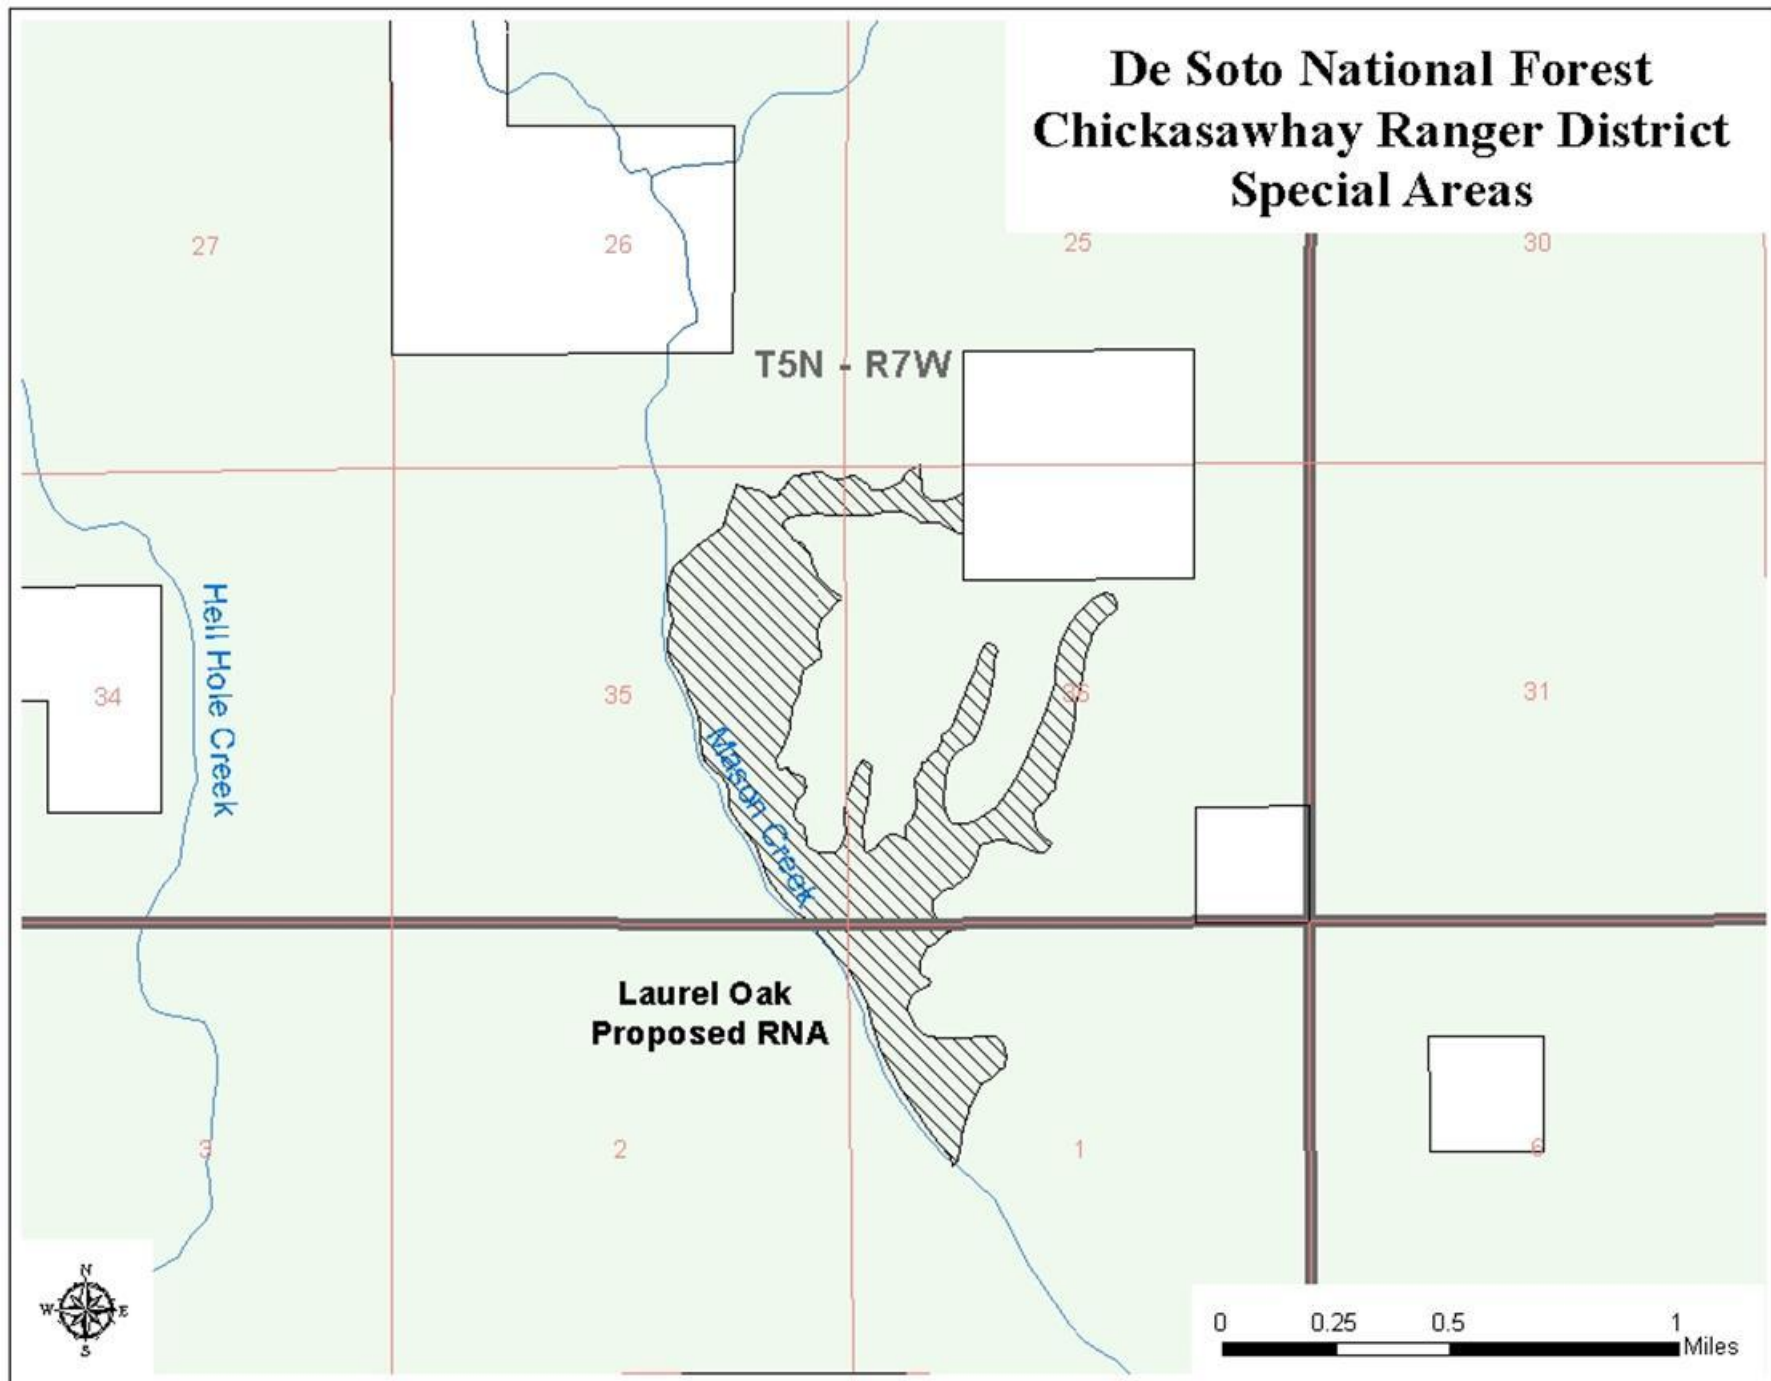 De Soto National Forest
Chickasawhay Ranger District
Special Areas
27
26
25
30
T5N - R7W
Hell Hole Creek
34
35
36
31
Mason Creek
Laurel Oak
Proposed RNA
3
2
1
6
N
W E
S
0 0.25 0.5 1
Miles